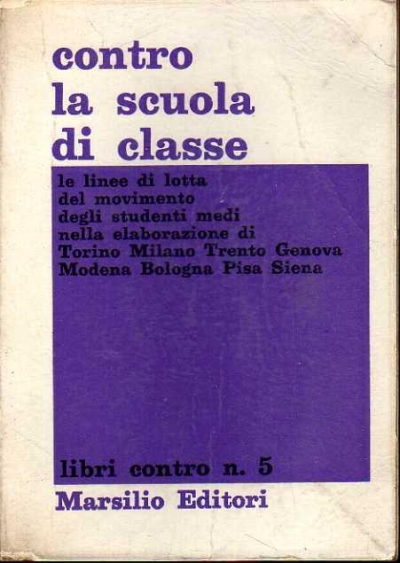 contro
la scuola
di classe
le linee di lotta
del movimento
degli studenti medi
nella elaborazione di
Torino Milano Trento Genova
Modena Bologna Pisa Siena
libri contro n. 5
Marsilio Editori